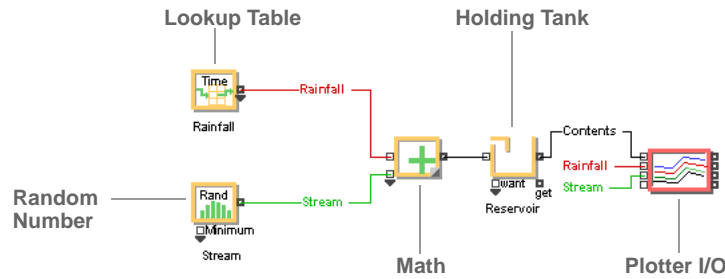 Lookup Table
Holding Tank
Time
Rainfall
Rainfall
Contents
Rainfall
Stream
want
get
Reservoir
Random
Number
Rand
Stream
Minimum
Stream
Math
Plotter I/O